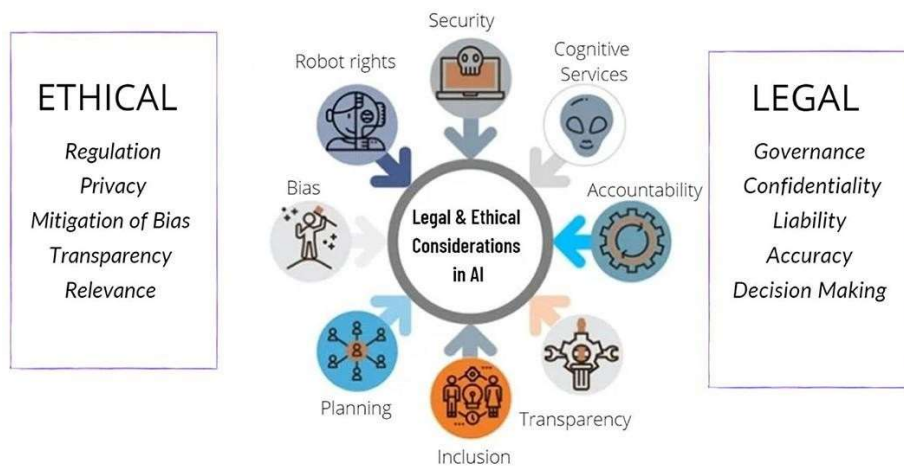 ETHICAL
Regulation
Privacy
Mitigation of Bias
Transparency
Relevance
Security
Robot rights
Cognitive
Services
Bias
Accountability
Legal & Ethical
Considerations
in AI
Planning
Transparency
Inclusion
LEGAL
Governance
Confidentiality
Liability
Accuracy
Decision Making